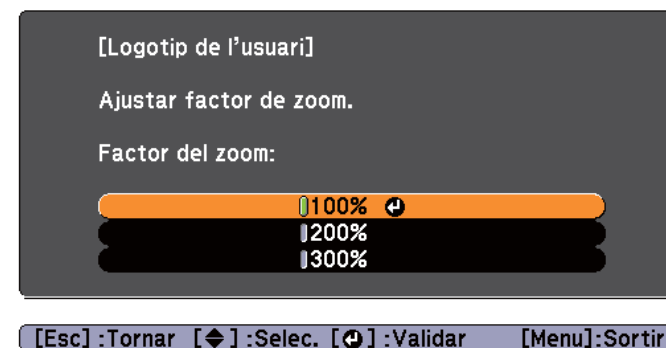 [Logotip de l’usuari]
Ajustar factor de zoom.
Factor del zoom:
100%
200%
300%
[Esc] :Tornar [◆] :Selec. [⏎] :Validar [Menu]:Sortir